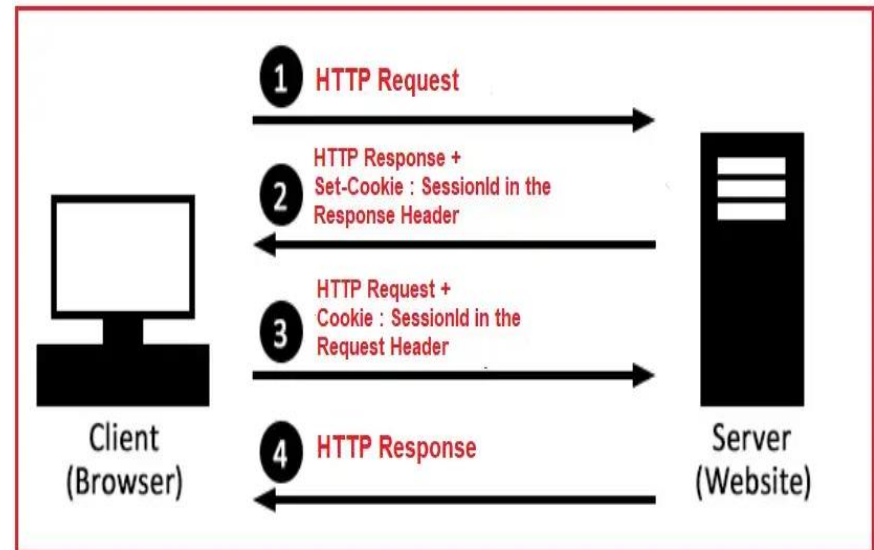 1 HTTP Request
HTTP Response +
2 Set-Cookie : SessionId in the
Response Header
HTTP Request +
3 Cookie : SessionId in the
Request Header
4 HTTP Response
Client
(Browser)
Server
(Website)